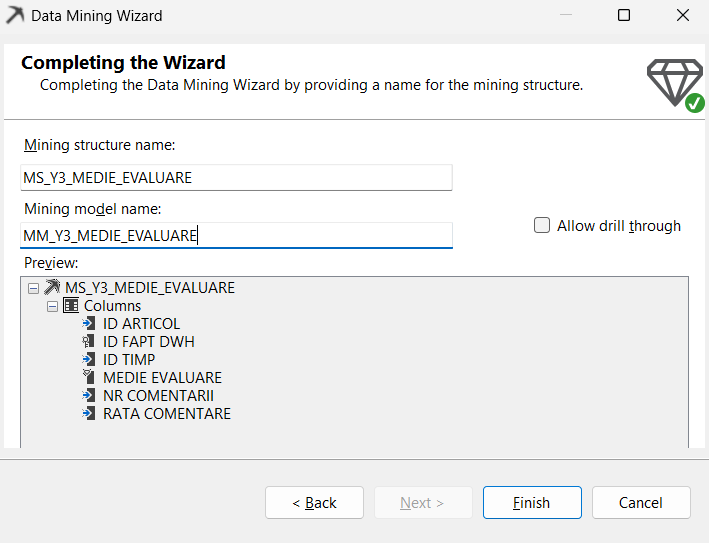 Data Mining Wizard
Completing the Wizard
Completing the Data Mining Wizard by providing a name for the mining structure.
Mining structure name:
MS_Y3_MEDIE_EVALUARE
Mining model name:
MM_Y3_MEDIE_EVALUARE
Allow drill through
Preview:
MS_Y3_MEDIE_EVALUARE
Columns
ID ARTICOL
ID FAPT DWH
ID TIMP
MEDIE EVALUARE
NR COMENTARII
RATA COMENTARE
< Back Next > Finish Cancel